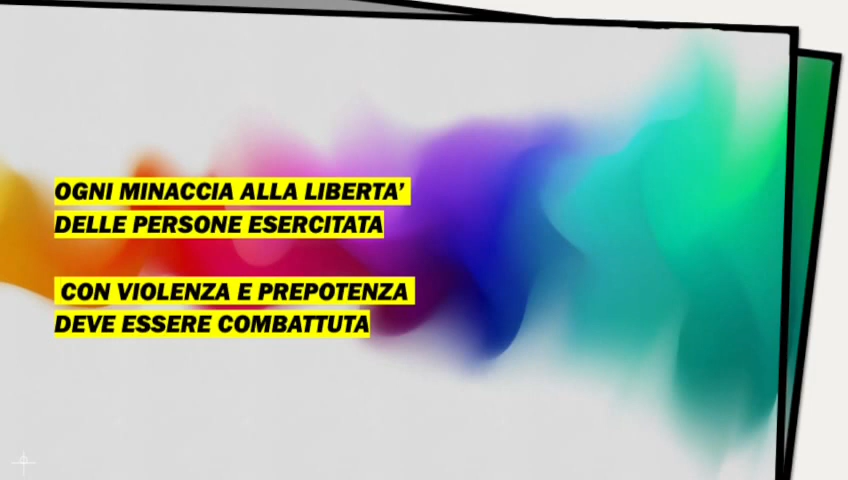 OGNI MINACCIA ALLA LIBERTA’
DELLE PERSONE ESERCITATA
CON VIOLENZA E PREPOTENZA
DEVE ESSERE COMBATTUTA